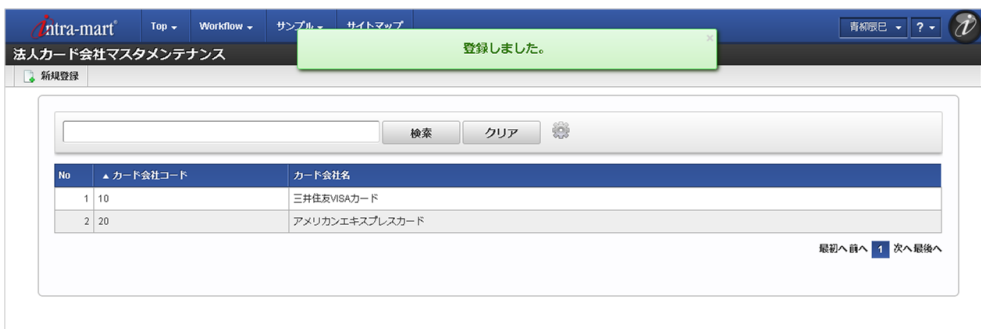 intra-mart® Top Workflow サンプル サイトマップ 青柳辰巳 ?
法人カード会社マスタメンテナンス
登録しました。 ×
新規登録
検索 クリア
No ▲ カード会社コード カード会社名
1 10 三井住友VISAカード
2 20 アメリカンエキスプレスカード
最初へ 前へ 1 次へ 最後へ